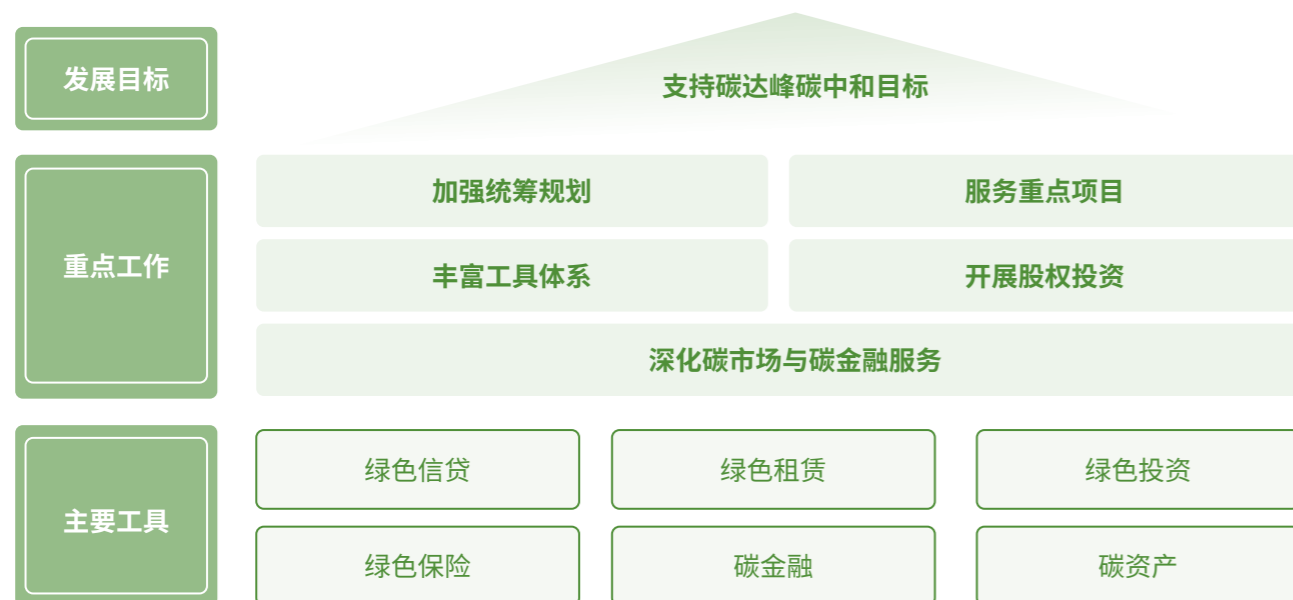 发展目标
支持碳达峰碳中和目标
重点工作
加强统筹规划
服务重点项目
丰富工具体系
开展股权投资
深化碳市场与碳金融服务
主要工具
绿色信贷
绿色租赁
绿色投资
绿色保险
碳金融
碳资产